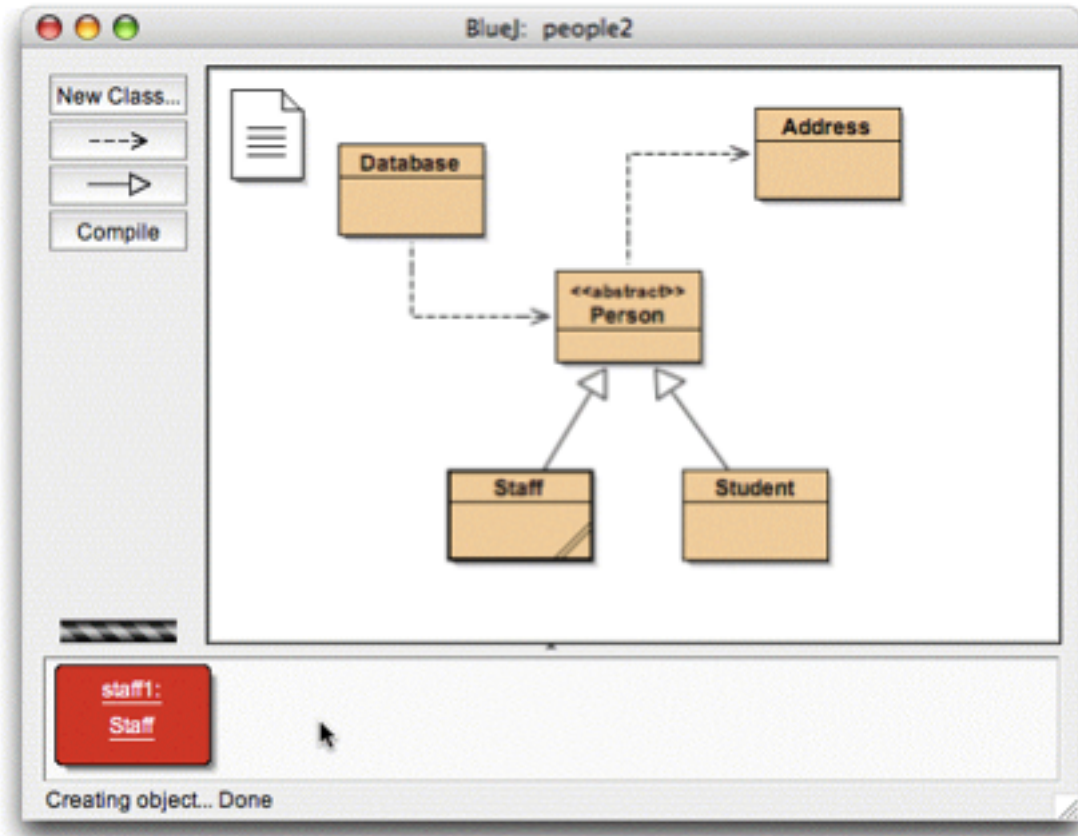 BlueJ: people2
New Class...
Compile
Database
Address
<<abstract>>
Person
Staff
Student
staff1:
Staff
Creating object... Done